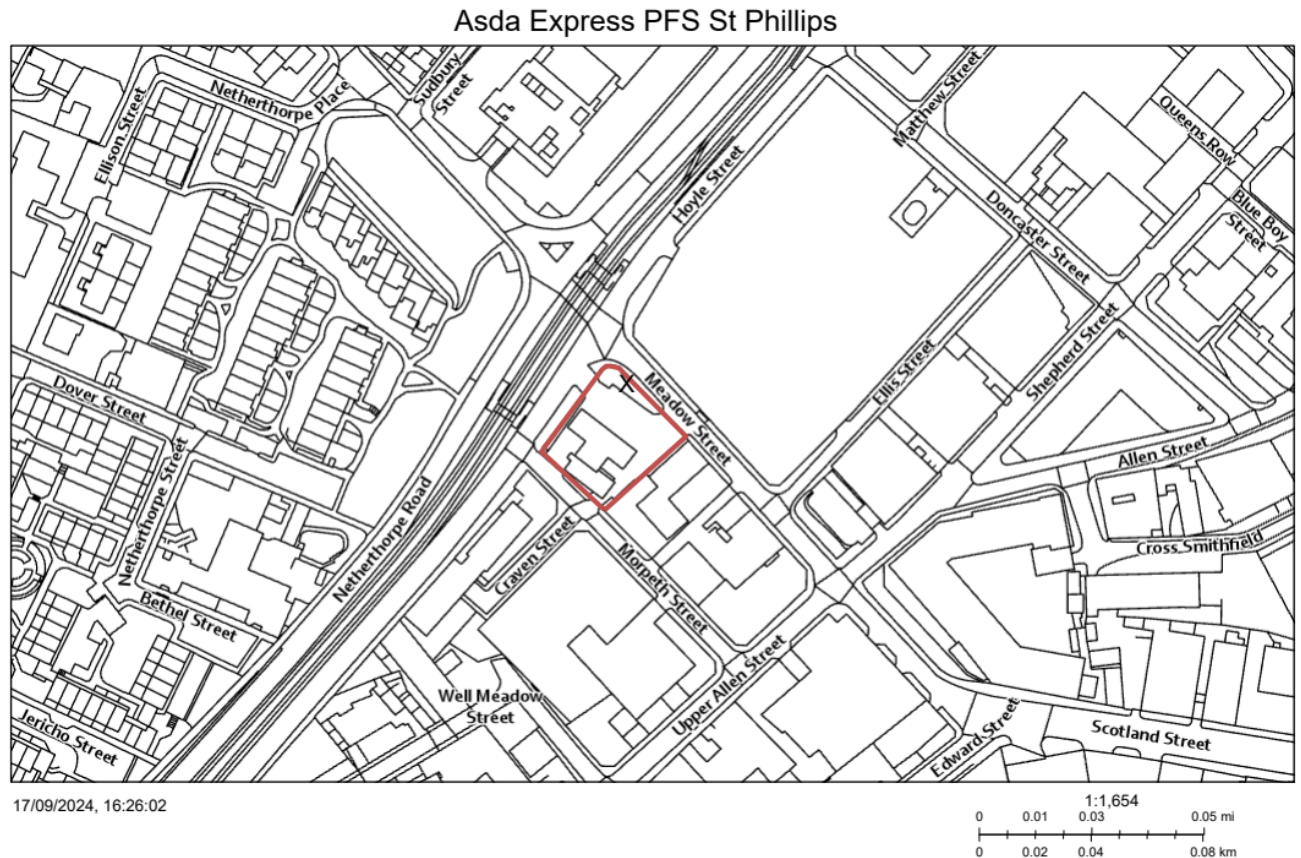 Asda Express PFS St Phillips
Netherthorpe Place
Sudbury
Street
Ellison Street
Matthew Street
Queens Row
Hoyle Street
Doncaster Street
Blue Boy
Street
Dover Street
Meadow Street
Ellis Street
Shepherd Street
Allen Street
Netherthorpe Street
Netherthorpe Road
X
Craven Street
Morpeth Street
Cross Smithfield
Bethel Street
Well Meadow
Street
Upper Allen Street
Jericho Street
Edward Street
Scotland Street
17/09/2024, 16:26:02
1:1,654
0 0.01 0.03 0.05 mi
0 0.02 0.04 0.08 km